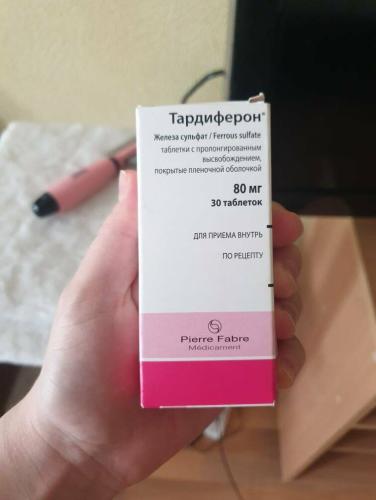 Тардиферон®
Железа сульфат / Ferrous sulfate
таблетки с пролонгированным
высвобождением,
покрытые пленочной оболочкой
80 мг
30 таблеток
ДЛЯ ПРИЕМА ВНУТРЬ
ПО РЕЦЕПТУ
Pierre Fabre
Médicament